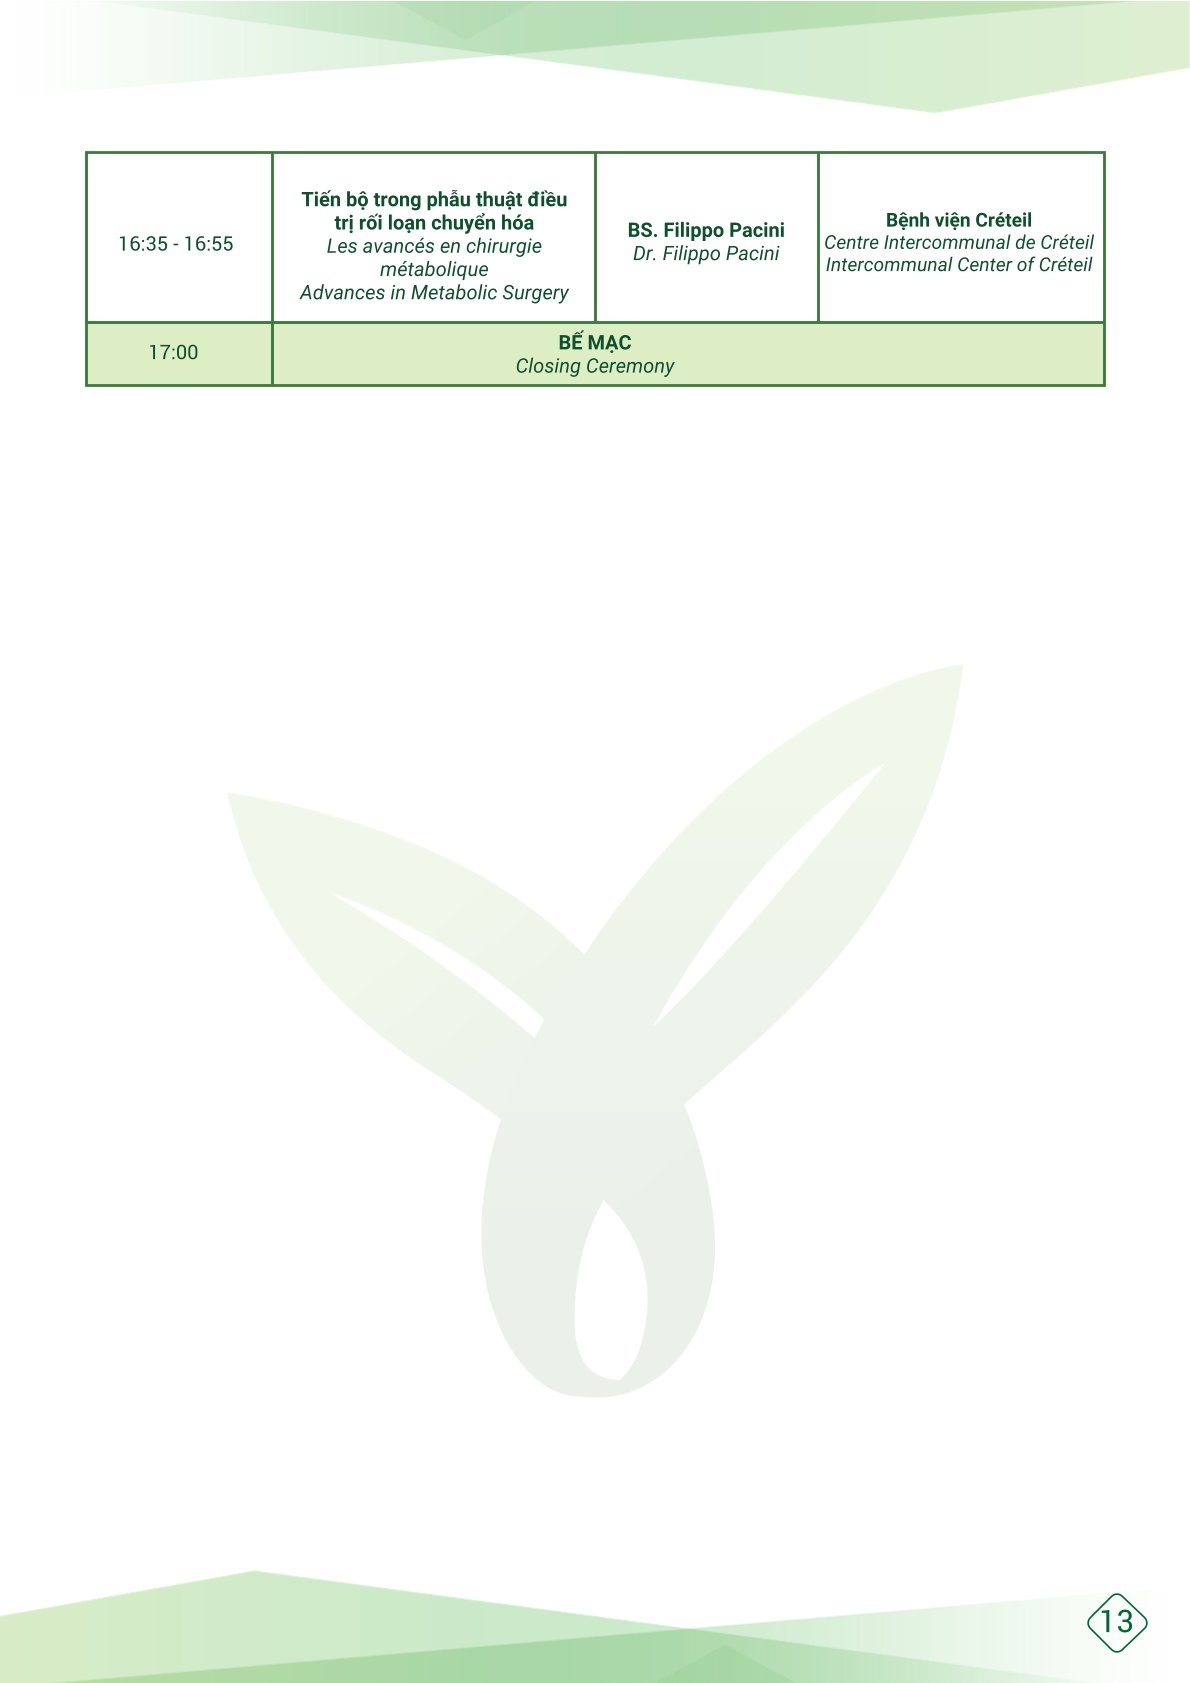 16:35 - 16:55
Tiến bộ trong phẫu thuật điều
trị rối loạn chuyển hóa
Les avancés en chirurgie
métabolique
Advances in Metabolic Surgery
BS. Filippo Pacini
Dr. Filippo Pacini
Bệnh viện Créteil
Centre Intercommunal de Créteil
Intercommunal Center of Créteil
17:00
BẾ MẠC
Closing Ceremony
13